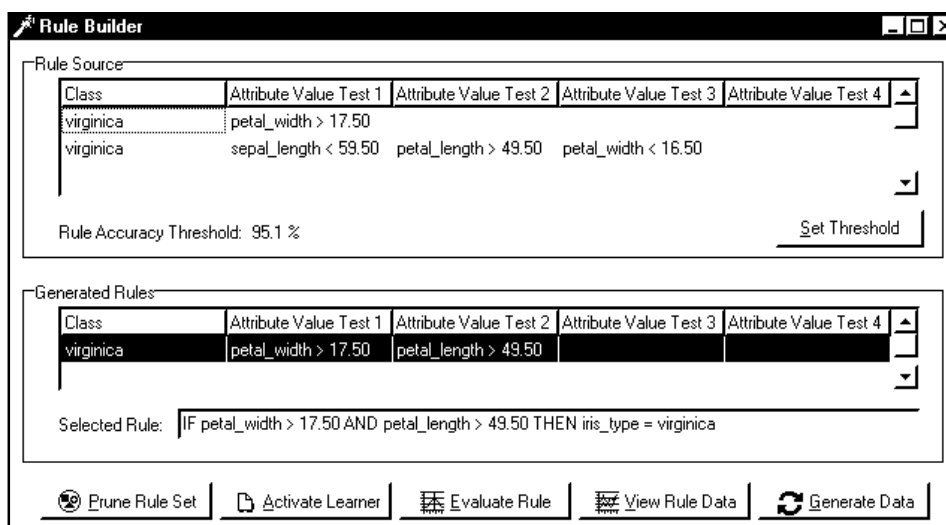 Rule Builder
Rule Source
Class Attribute Value Test 1 Attribute Value Test 2 Attribute Value Test 3 Attribute Value Test 4
virginica petal_width > 17.50
virginica sepal_length < 59.50 petal_length > 49.50 petal_width < 16.50
Rule Accuracy Threshold: 95.1 % Set Threshold
Generated Rules
Class Attribute Value Test 1 Attribute Value Test 2 Attribute Value Test 3 Attribute Value Test 4
virginica petal_width > 17.50 petal_length > 49.50
Selected Rule: IF petal_width > 17.50 AND petal_length > 49.50 THEN iris_type = virginica
Prune Rule Set Activate Learner Evaluate Rule View Rule Data Generate Data